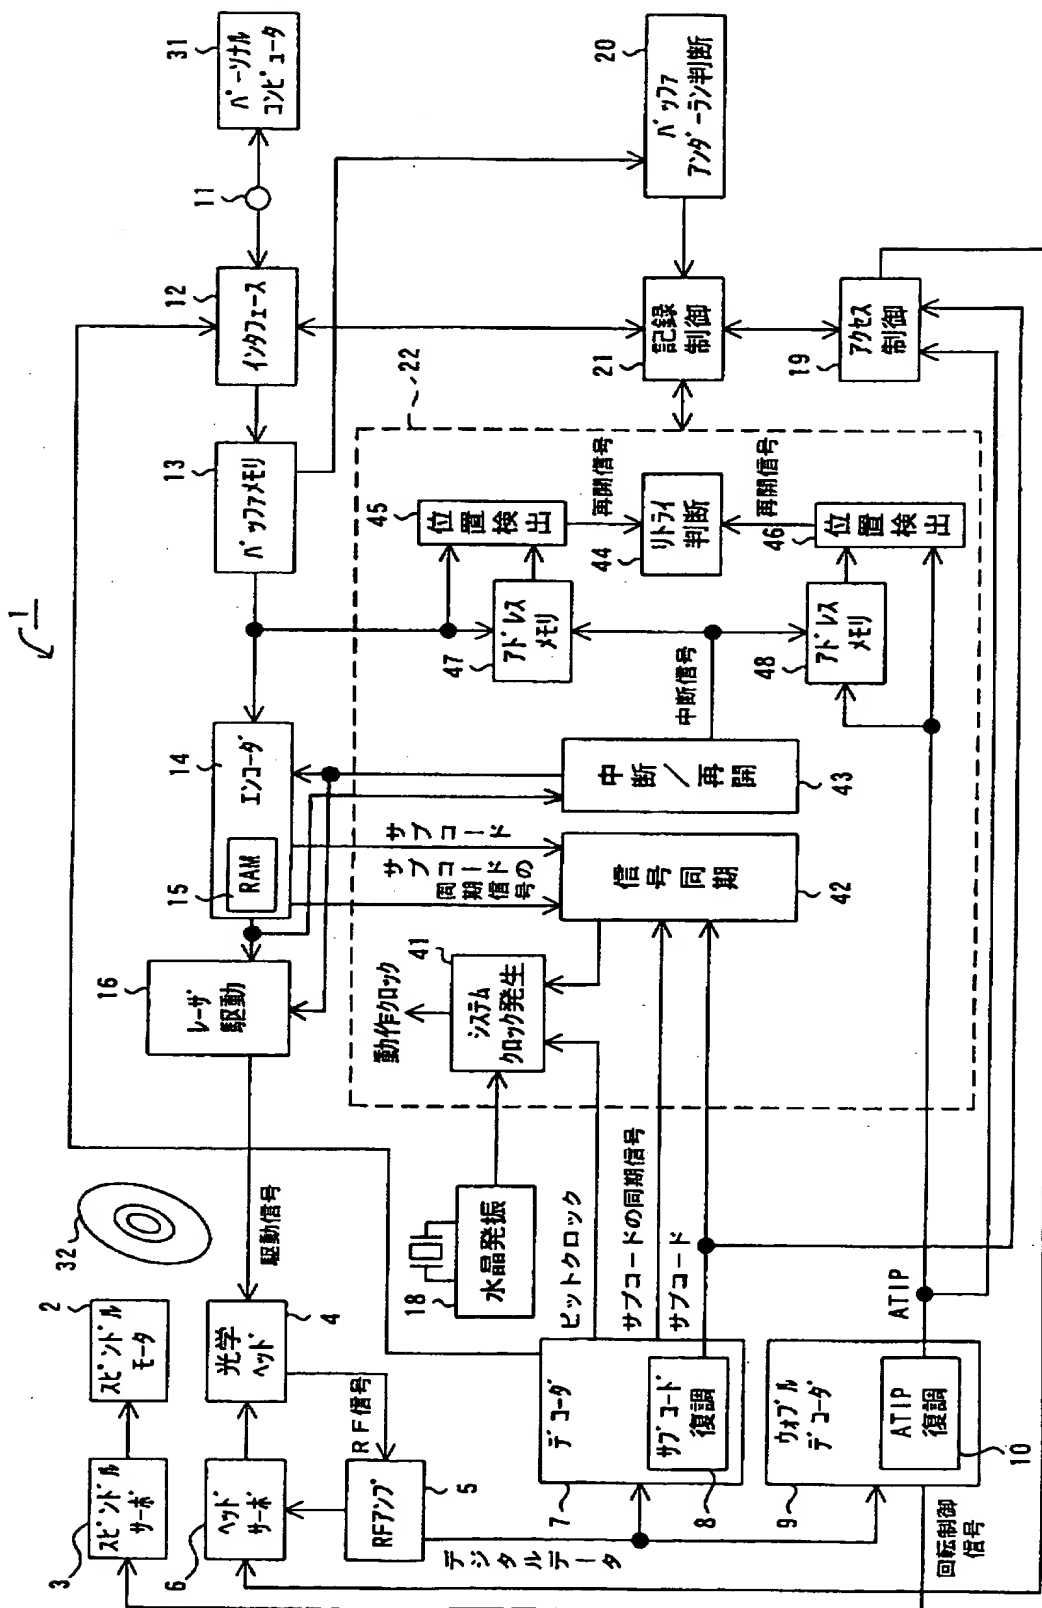 1
32
3
スピンドル
サーボ
2
スピンドル
モータ
6
ヘッド
サーボ
光学
ヘッド
4
駆動信号
16
レーザ
駆動
14
エンコーダ
15
RAM
13
バッファメモリ
12
インタフェース
11
31
パーソナル
コンピュータ
RF信号
RFアンプ
5
デジタルデータ
水晶発振
18
動作クロック
41
システム
クロック発生
サブコード
サブコード
の同期信号
信号同期
42
中断/再開
43
中断信号
22
45
位置検出
47
アドレス
メモリ
再開信号
44
リトライ
判断
再開信号
46
位置検出
48
アドレス
メモリ
20
バッファ
アンダーラン判断
21
記録
制御
19
アクセス
制御
7
デコーダ
8
サブコード
復調
ビットクロック
サブコードの同期信号
サブコード
9
ウォブル
デコーダ
ATIP
復調
10
ATIP
回転制御
信号